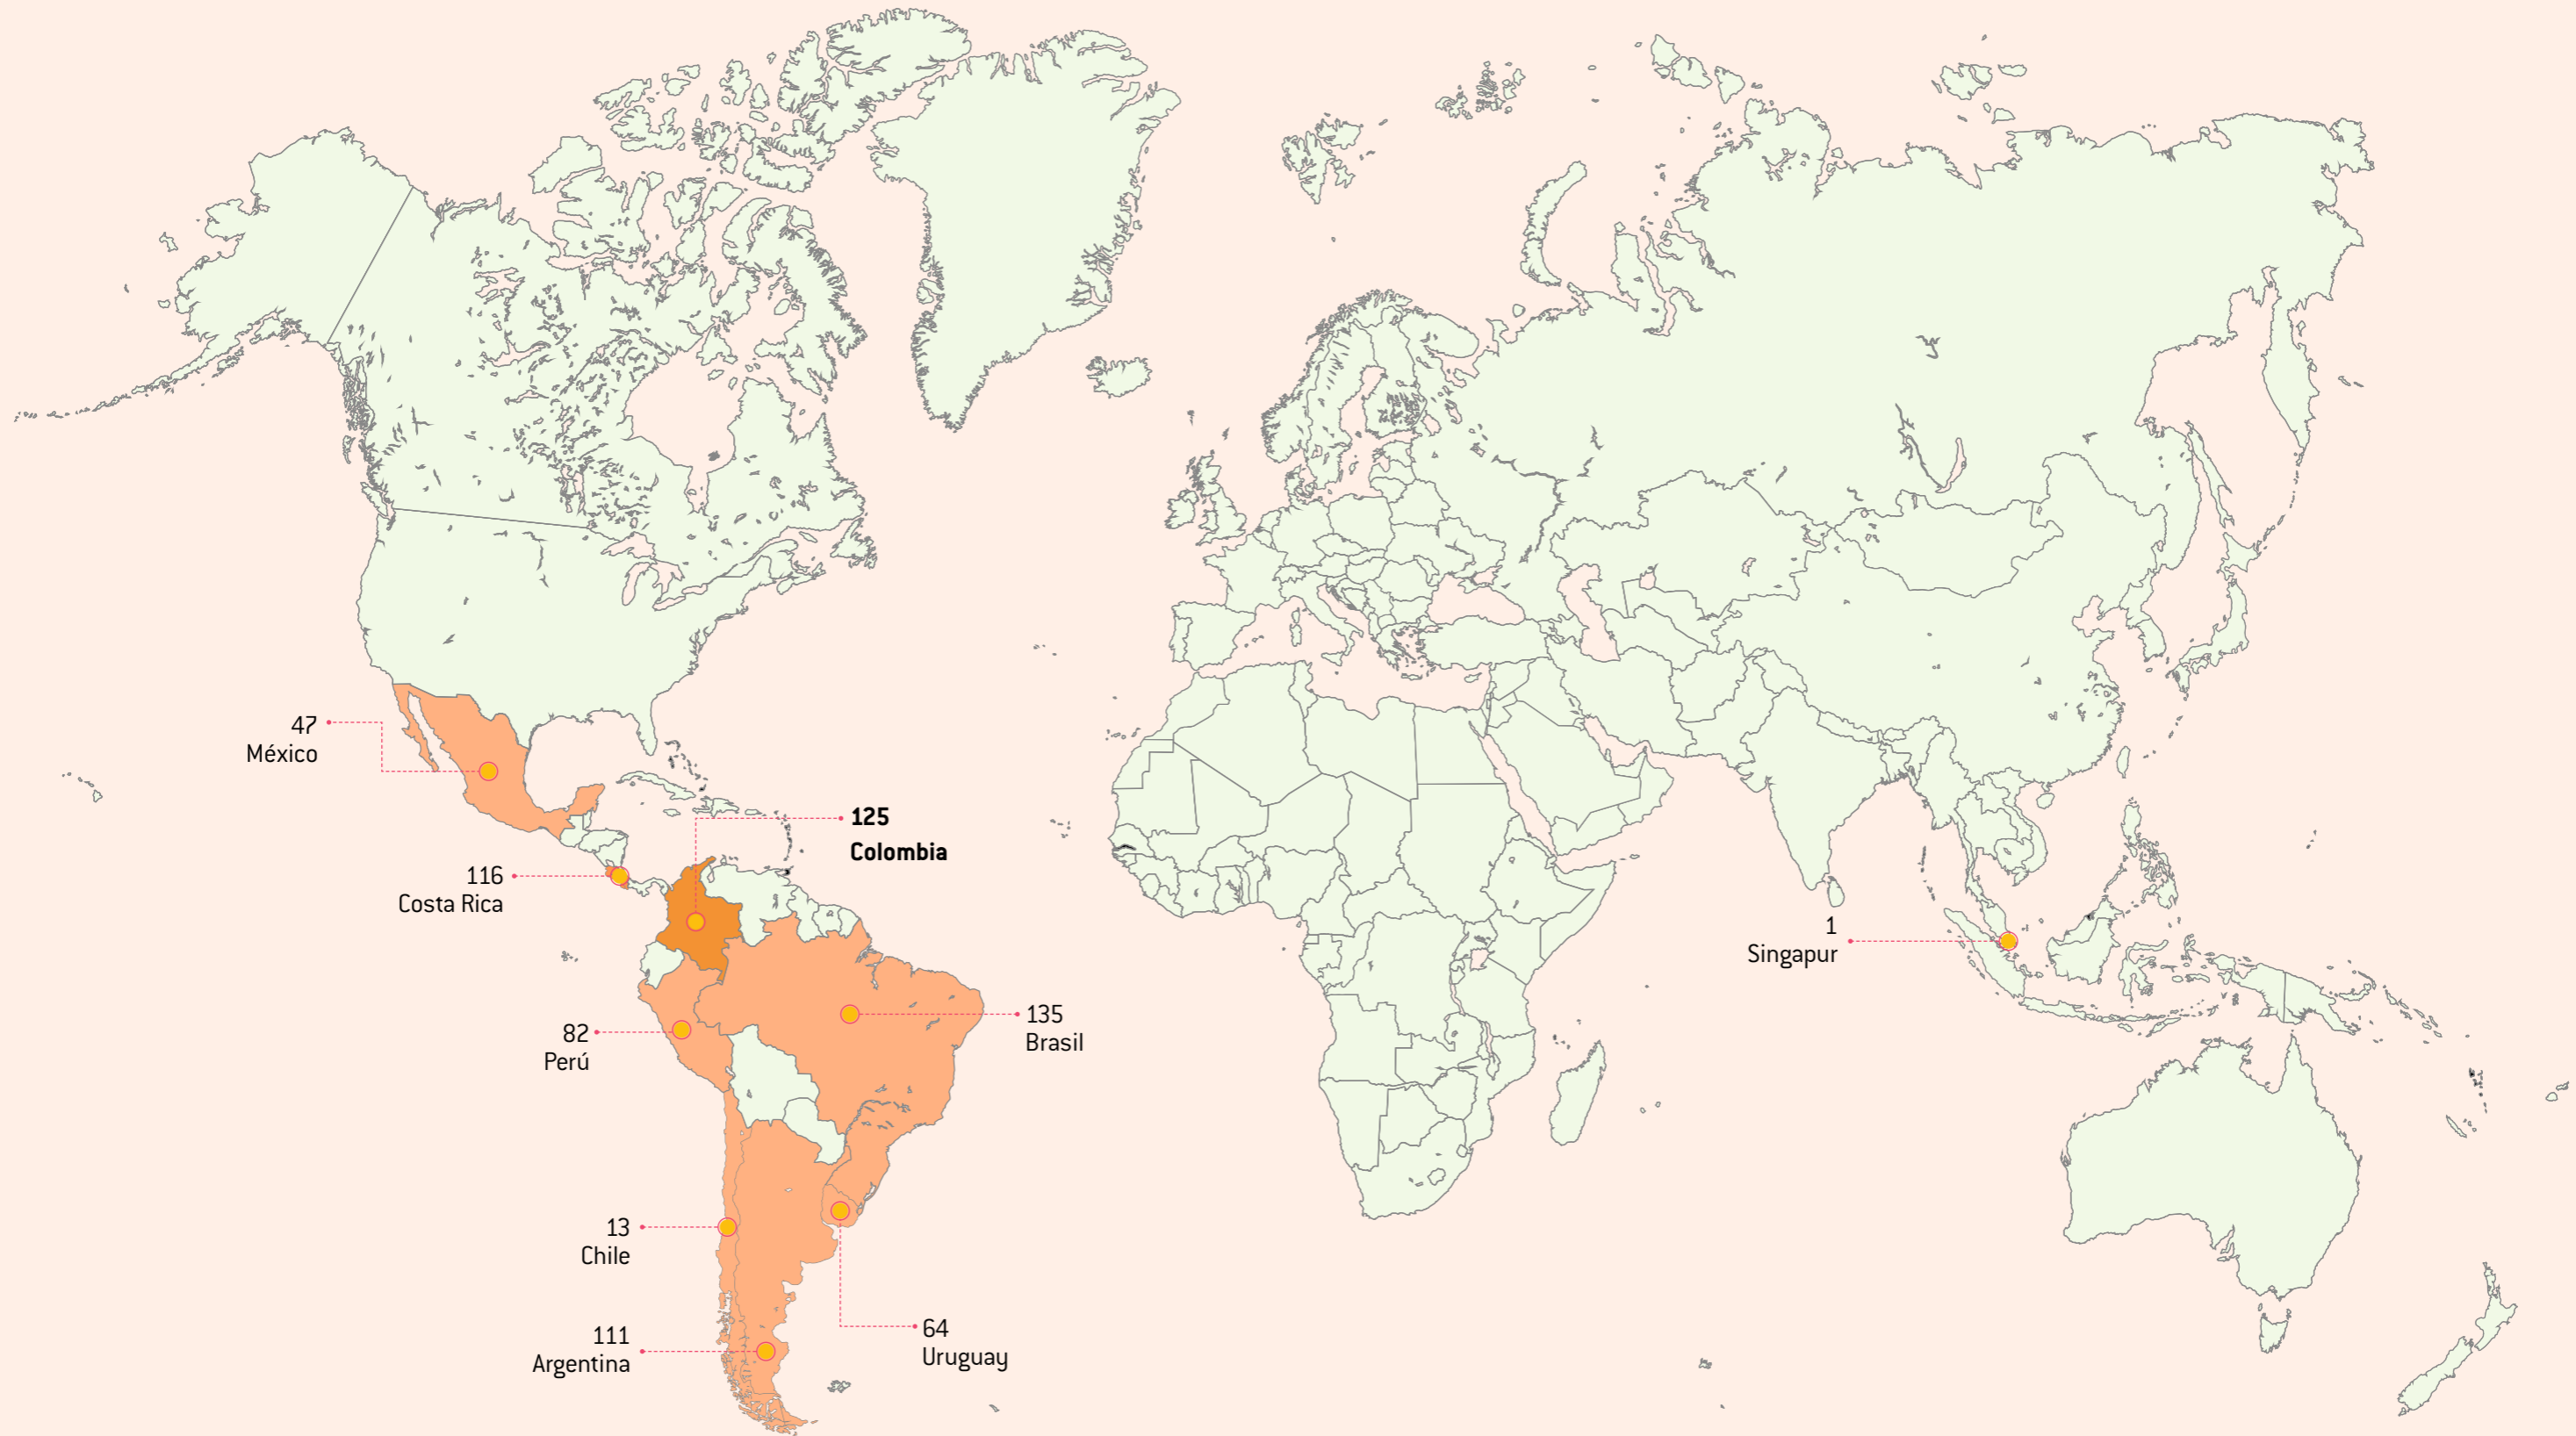 47
México
125
Colombia
116
Costa Rica
1
Singapur
135
Brasil
82
Perú
13
Chile
64
Uruguay
111
Argentina